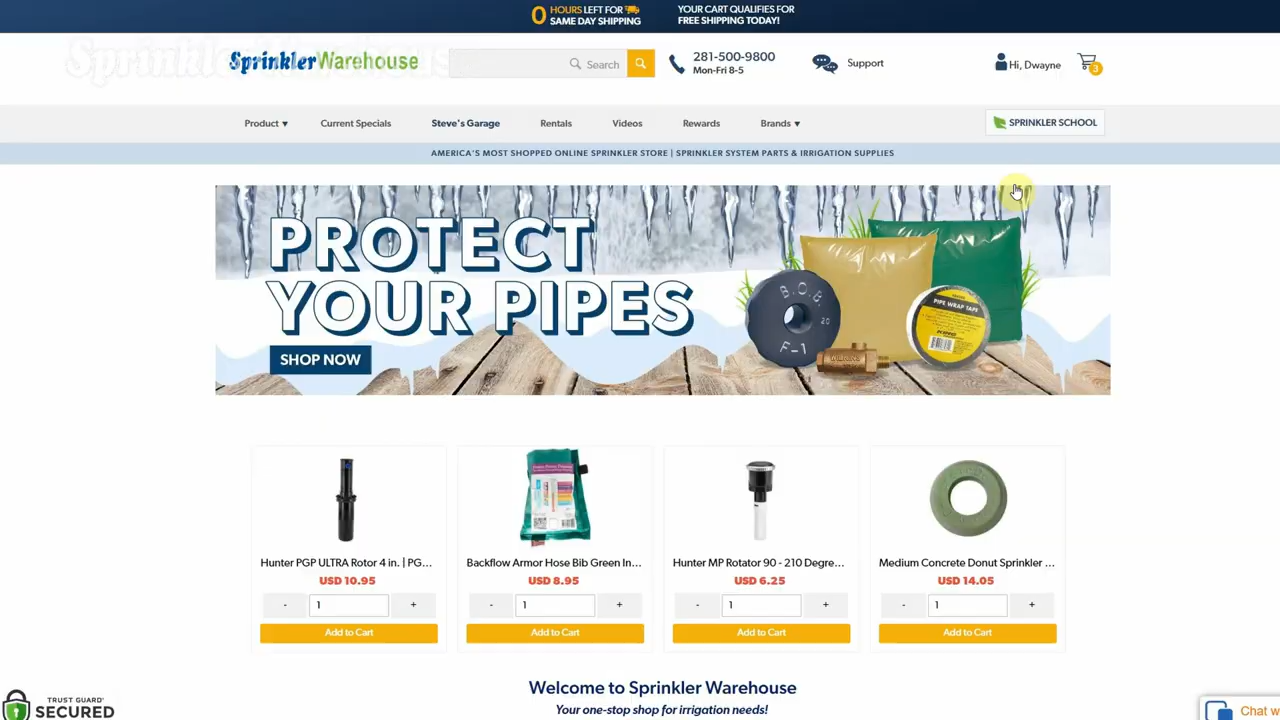 0 HOURS LEFT FOR
SAME DAY SHIPPING
YOUR CART QUALIFIES FOR
FREE SHIPPING TODAY!
SprinklerWarehouse
Search
281-500-9800
Mon-Fri 8-5
Support
Hi, Dwayne
3
Product ▾
Current Specials
Steve's Garage
Rentals
Videos
Rewards
Brands ▾
SPRINKLER SCHOOL
AMERICA'S MOST SHOPPED ONLINE SPRINKLER STORE | SPRINKLER SYSTEM PARTS & IRRIGATION SUPPLIES
PROTECT
YOUR PIPES
SHOP NOW
B.O.B.
20
F-1
PIPE WRAP TAPE
Hunter PGP ULTRA Rotor 4 in. | PG...
USD 10.95
- 1 +
Add to Cart
Backflow Armor Hose Bib Green In...
USD 8.95
- 1 +
Add to Cart
Hunter MP Rotator 90 - 210 Degre...
USD 6.25
- 1 +
Add to Cart
Medium Concrete Donut Sprinkler ...
USD 14.05
- 1 +
Add to Cart
Welcome to Sprinkler Warehouse
Your one-stop shop for irrigation needs!
TRUST GUARD
SECURED
Chat w